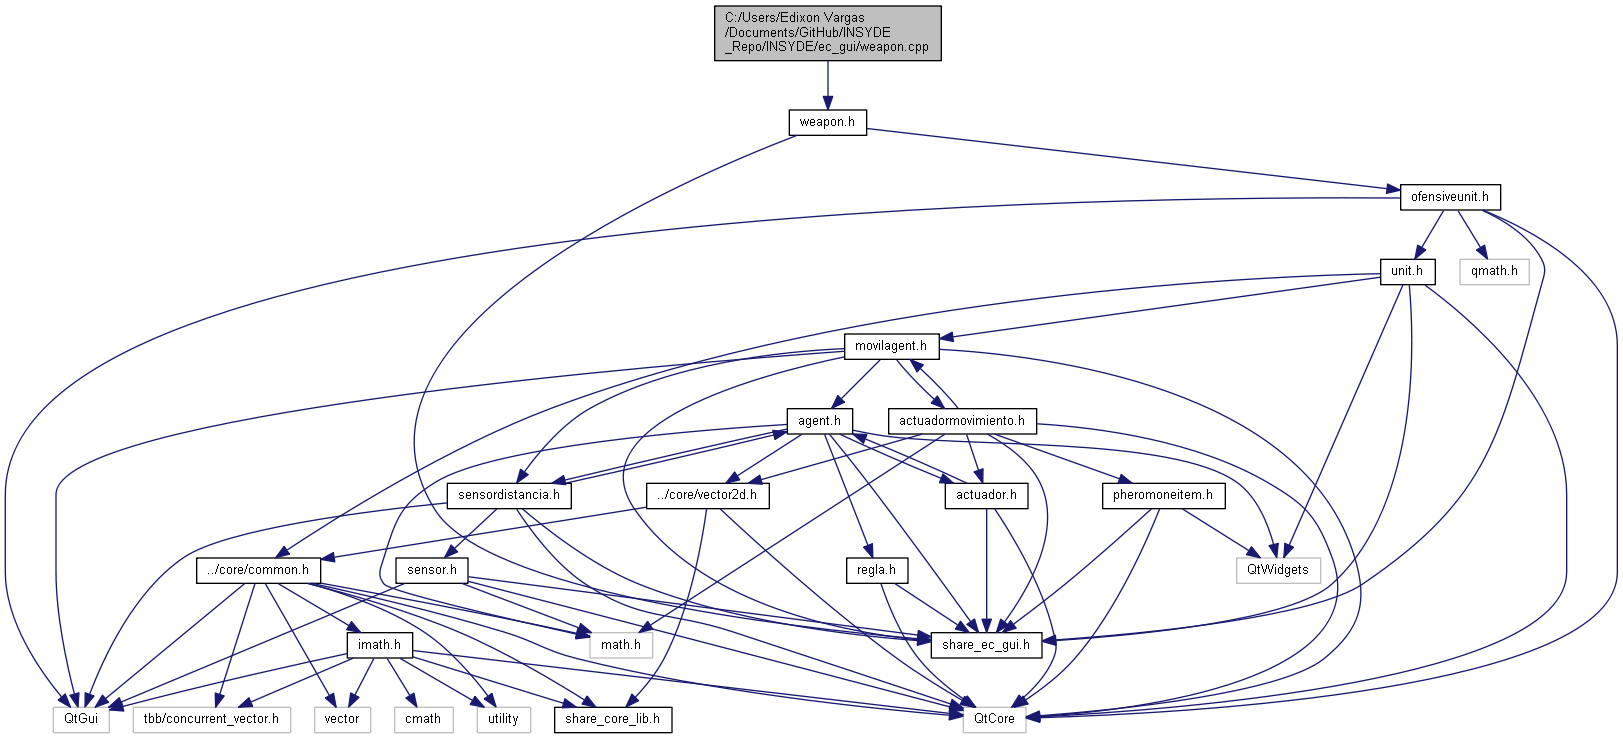 C:/Users/Edixon Vargas
/Documents/GitHub/INSYDE
_Repo/INSYDE/ec_gui/weapon.cpp
weapon.h
ofensiveunit.h
unit.h
qmath.h
movilagent.h
agent.h
actuadormovimiento.h
sensordistancia.h
../core/vector2d.h
actuador.h
pheromoneitem.h
../core/common.h
sensor.h
regla.h
QtWidgets
imath.h
math.h
share_ec_gui.h
QtGui
tbb/concurrent_vector.h
vector
cmath
utility
share_core_lib.h
QtCore